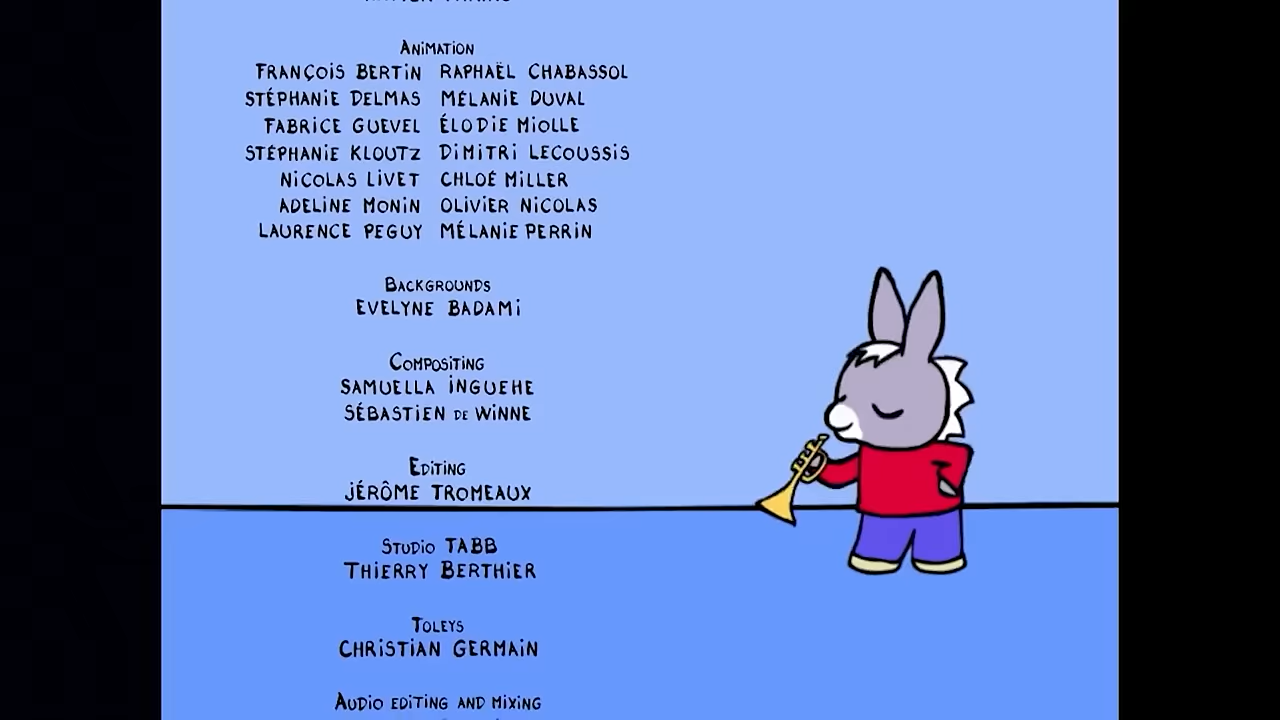 Animation
FRANÇOiS BERTiN RAPHAËL CHABASSOL
STÉPHANiE DELMAS MÉLANiE DUVAL
FABRiCE GUEVEL ÉLODiE MiOLLE
STÉPHANiE KLOUTZ DiMiTRi LECOUSSiS
NiCOLAS LiVET CHLOÉ MiLLER
ADELiNE MONiN OLiViER NiCOLAS
LAURENCE PEGUY MÉLANiE PERRiN
Backgrounds
EVELYNE BADAMi
Compositing
SAMUELLA iNGUEHE
SÉBASTiEN DE WiNNE
Editing
JÉRÔME TROMEAUX
Studio TABB
THiERRY BERTHiER
Toleys
CHRiSTiAN GERMAiN
Audio editing and mixing